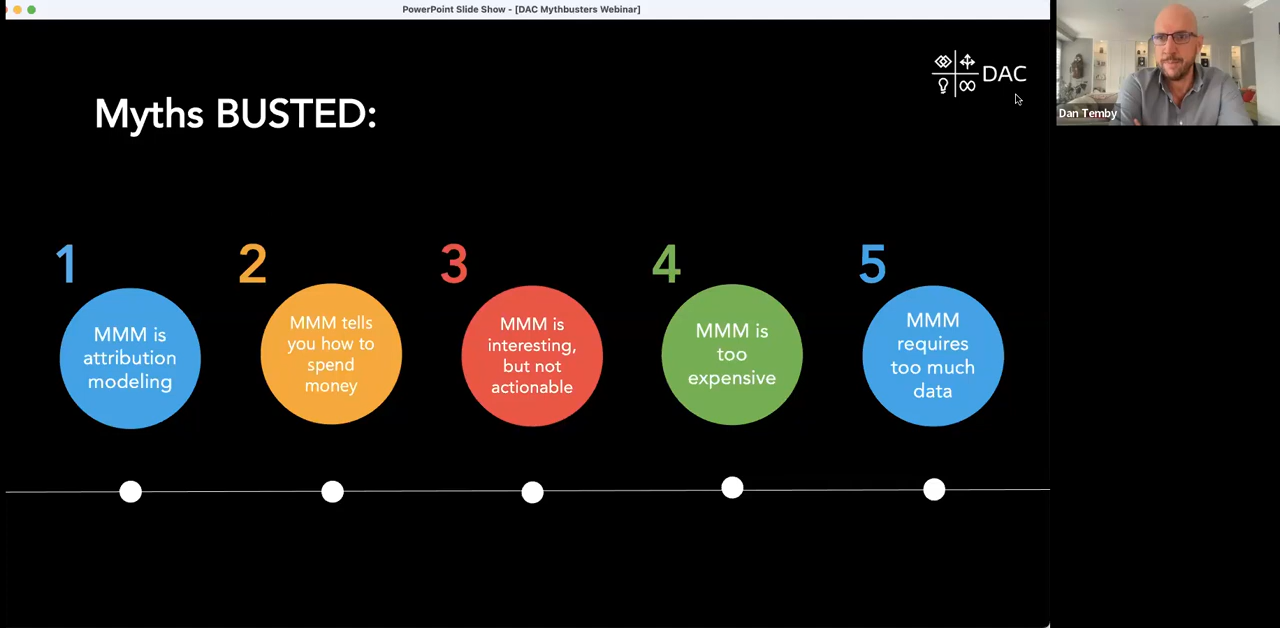 PowerPoint Slide Show - [DAC Mythbusters Webinar]
DAC
Dan Temby
Myths BUSTED:
1
MMM is
attribution
modeling
2
MMM tells
you how to
spend
money
3
MMM is
interesting,
but not
actionable
4
MMM is
too
expensive
5
MMM
requires
too much
data